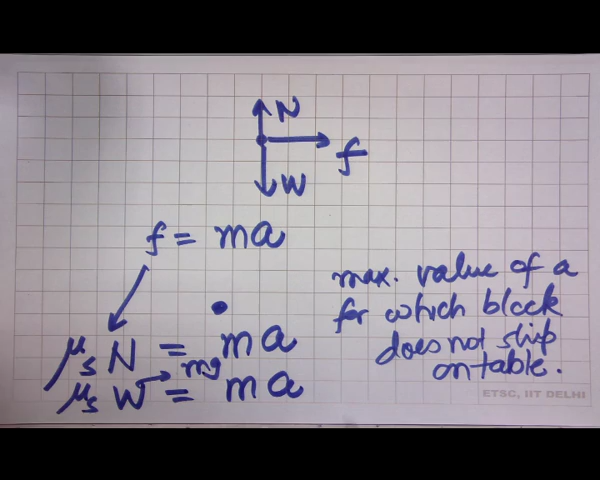 N
f
W
f = ma
max. value of a
for which block
does not slip
on table.
μs N = ma
μs W → mg = ma
ETSC, IIT DELHI